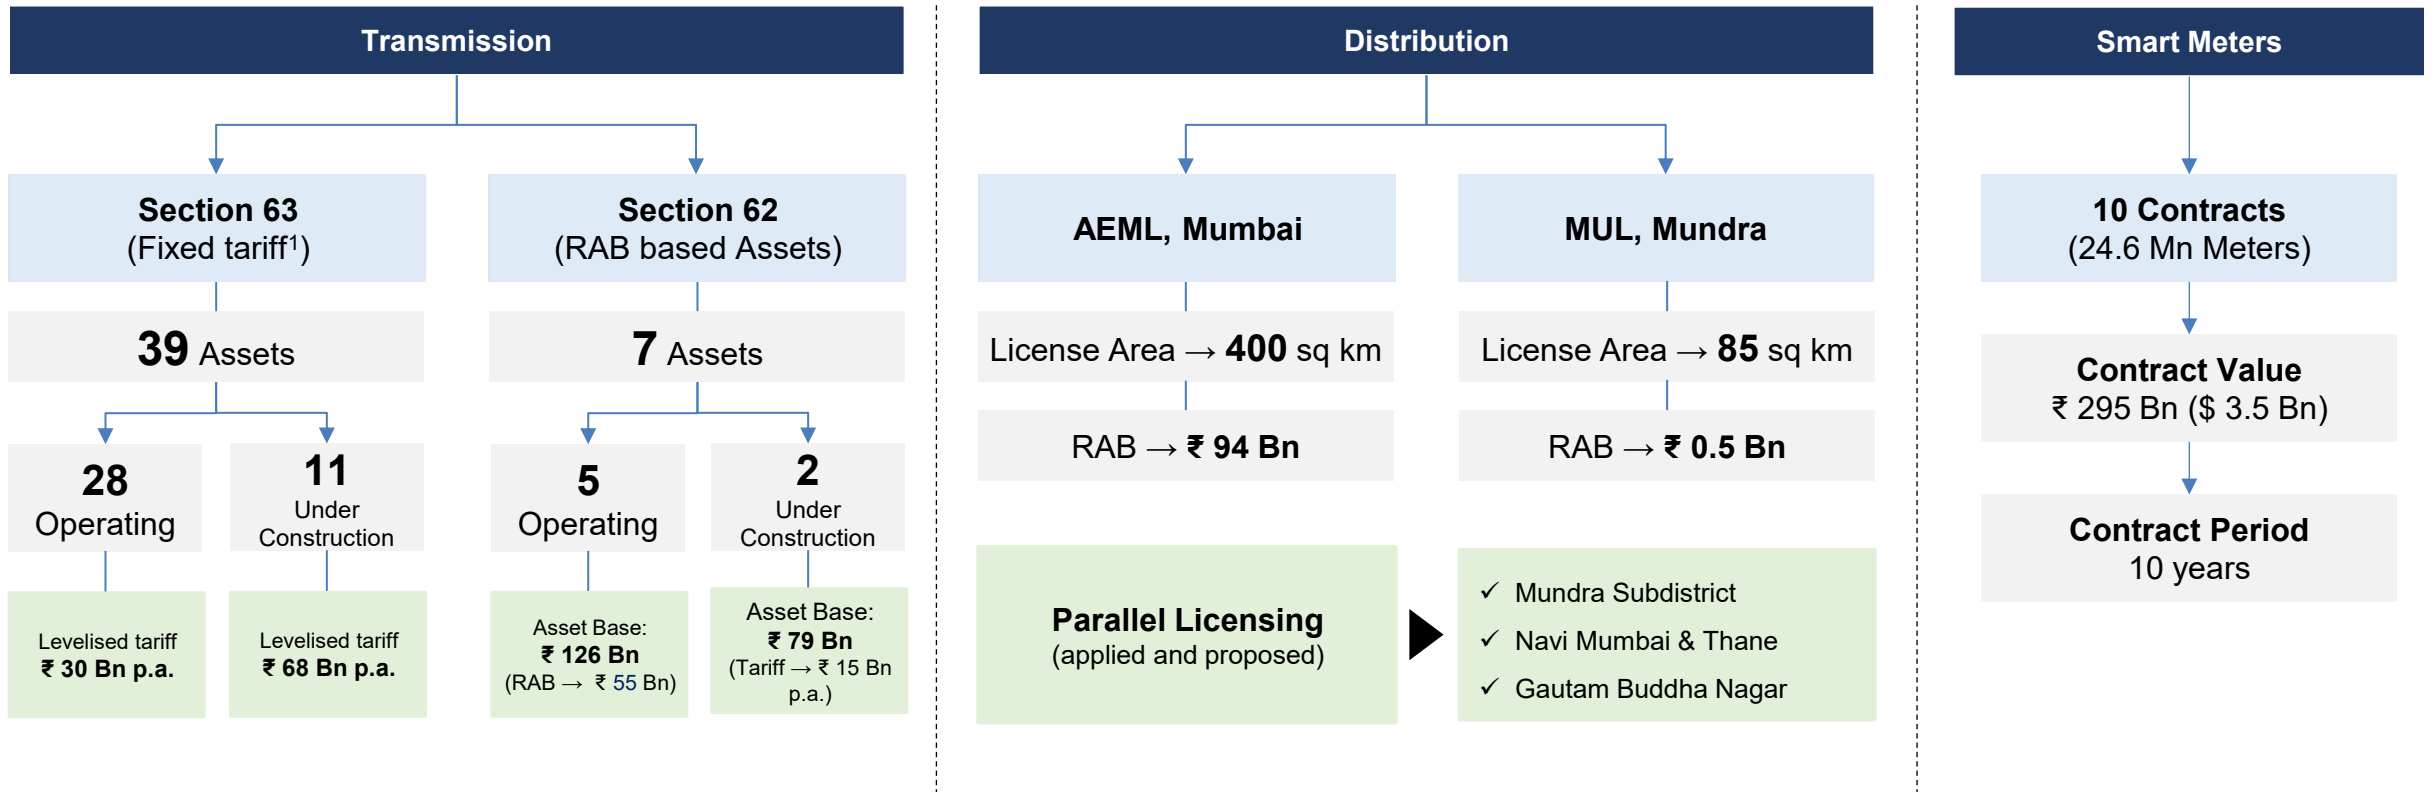 Transmission
Section 63
(Fixed tariff¹)
39 Assets
28
Operating
Levelised tariff
₹ 30 Bn p.a.
11
Under
Construction
Levelised tariff
₹ 68 Bn p.a.
Section 62
(RAB based Assets)
7 Assets
5
Operating
Asset Base:
₹ 126 Bn
(RAB → ₹ 55 Bn)
2
Under
Construction
Asset Base:
₹ 79 Bn
(Tariff → ₹ 15 Bn
p.a.)
Distribution
AEML, Mumbai
License Area → 400 sq km
RAB → ₹ 94 Bn
MUL, Mundra
License Area → 85 sq km
RAB → ₹ 0.5 Bn
Parallel Licensing
(applied and proposed)
✓ Mundra Subdistrict
✓ Navi Mumbai & Thane
✓ Gautam Buddha Nagar
Smart Meters
10 Contracts
(24.6 Mn Meters)
Contract Value
₹ 295 Bn ($ 3.5 Bn)
Contract Period
10 years